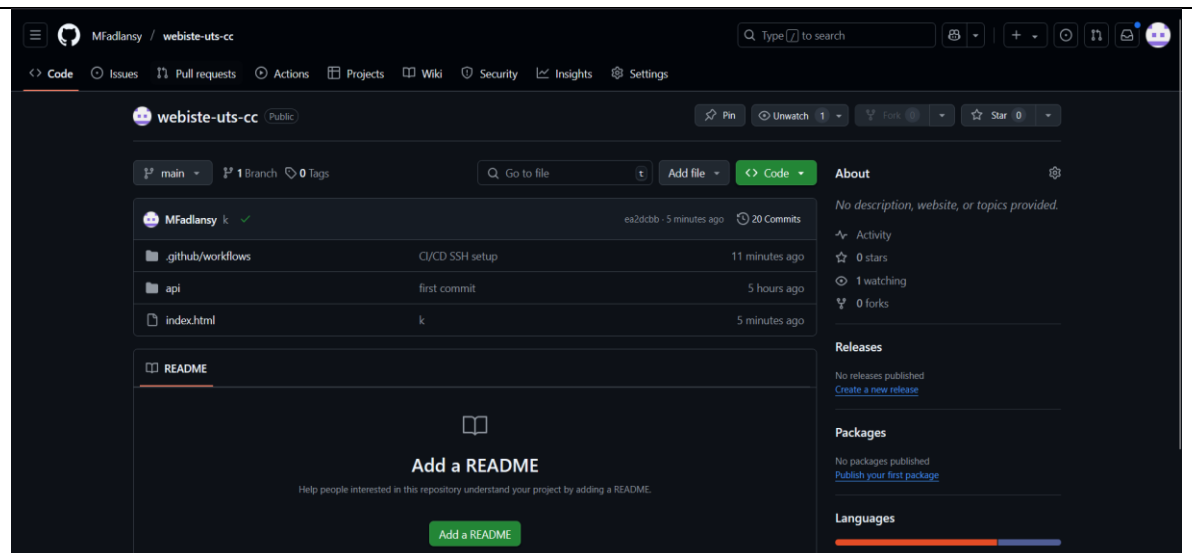 MFadlansy / webiste-uts-cc
Type / to search
Code Issues Pull requests Actions Projects Wiki Security Insights Settings
webiste-uts-cc Public
Pin Unwatch 1 Fork 0 Star 0
main 1 Branch 0 Tags
Go to file t Add file Code
MFadlansy k ea2dcbb · 5 minutes ago 20 Commits
.github/workflows CI/CD SSH setup 11 minutes ago
api first commit 5 hours ago
index.html k 5 minutes ago
README
Add a README
Help people interested in this repository understand your project by adding a README.
Add a README
About
No description, website, or topics provided.
Activity
0 stars
1 watching
0 forks
Releases
No releases published
Create a new release
Packages
No packages published
Publish your first package
Languages